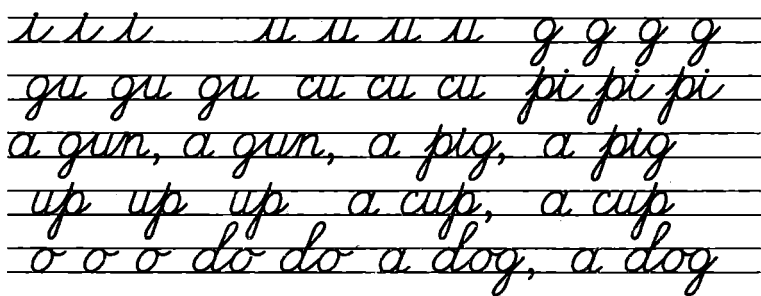 i i i u u u u g g g g
gu gu gu cu cu cu pi pi pi
a gun, a gun, a pig, a pig
up up up a cup, a cup
o o o do do a dog, a dog